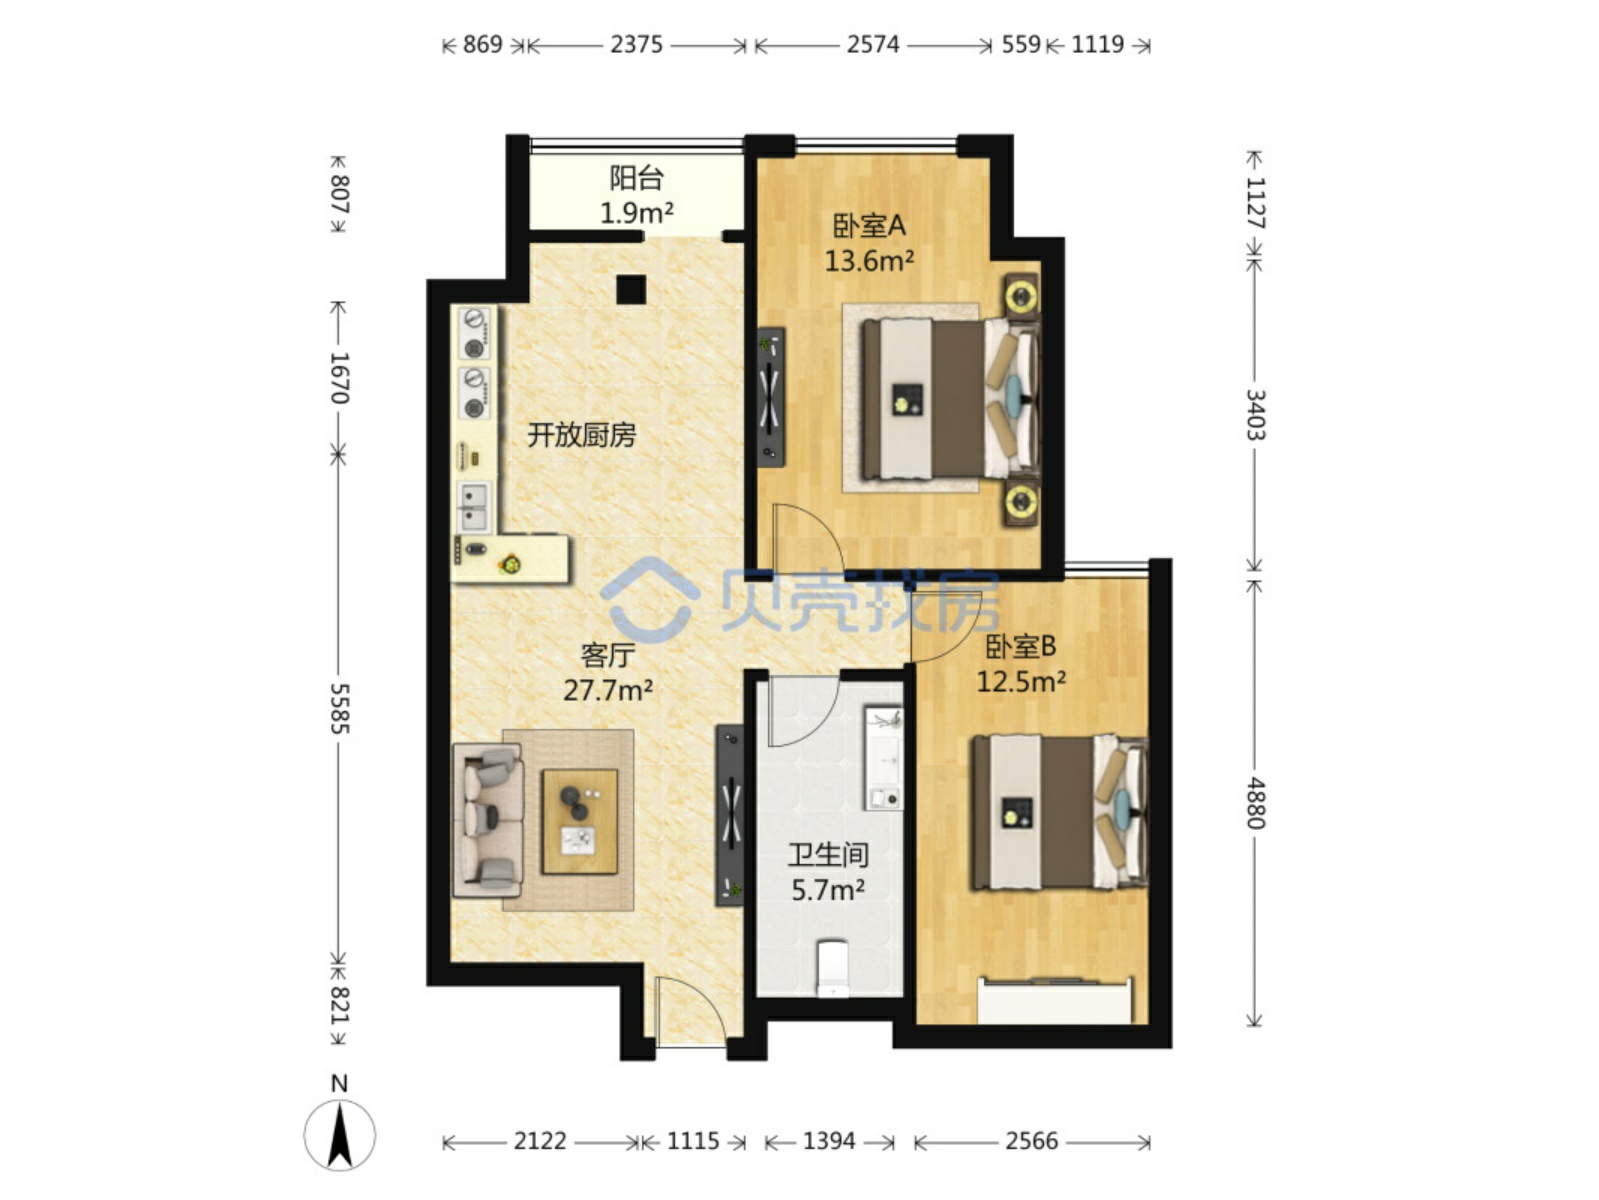 869 2375 2574 559 1119
807
1670
5585
821
1127
3403
4880
阳台
1.9m²
卧室A
13.6m²
开放厨房
贝壳找房
客厅
27.7m²
卧室B
12.5m²
卫生间
5.7m²
N
2122 1115 1394 2566